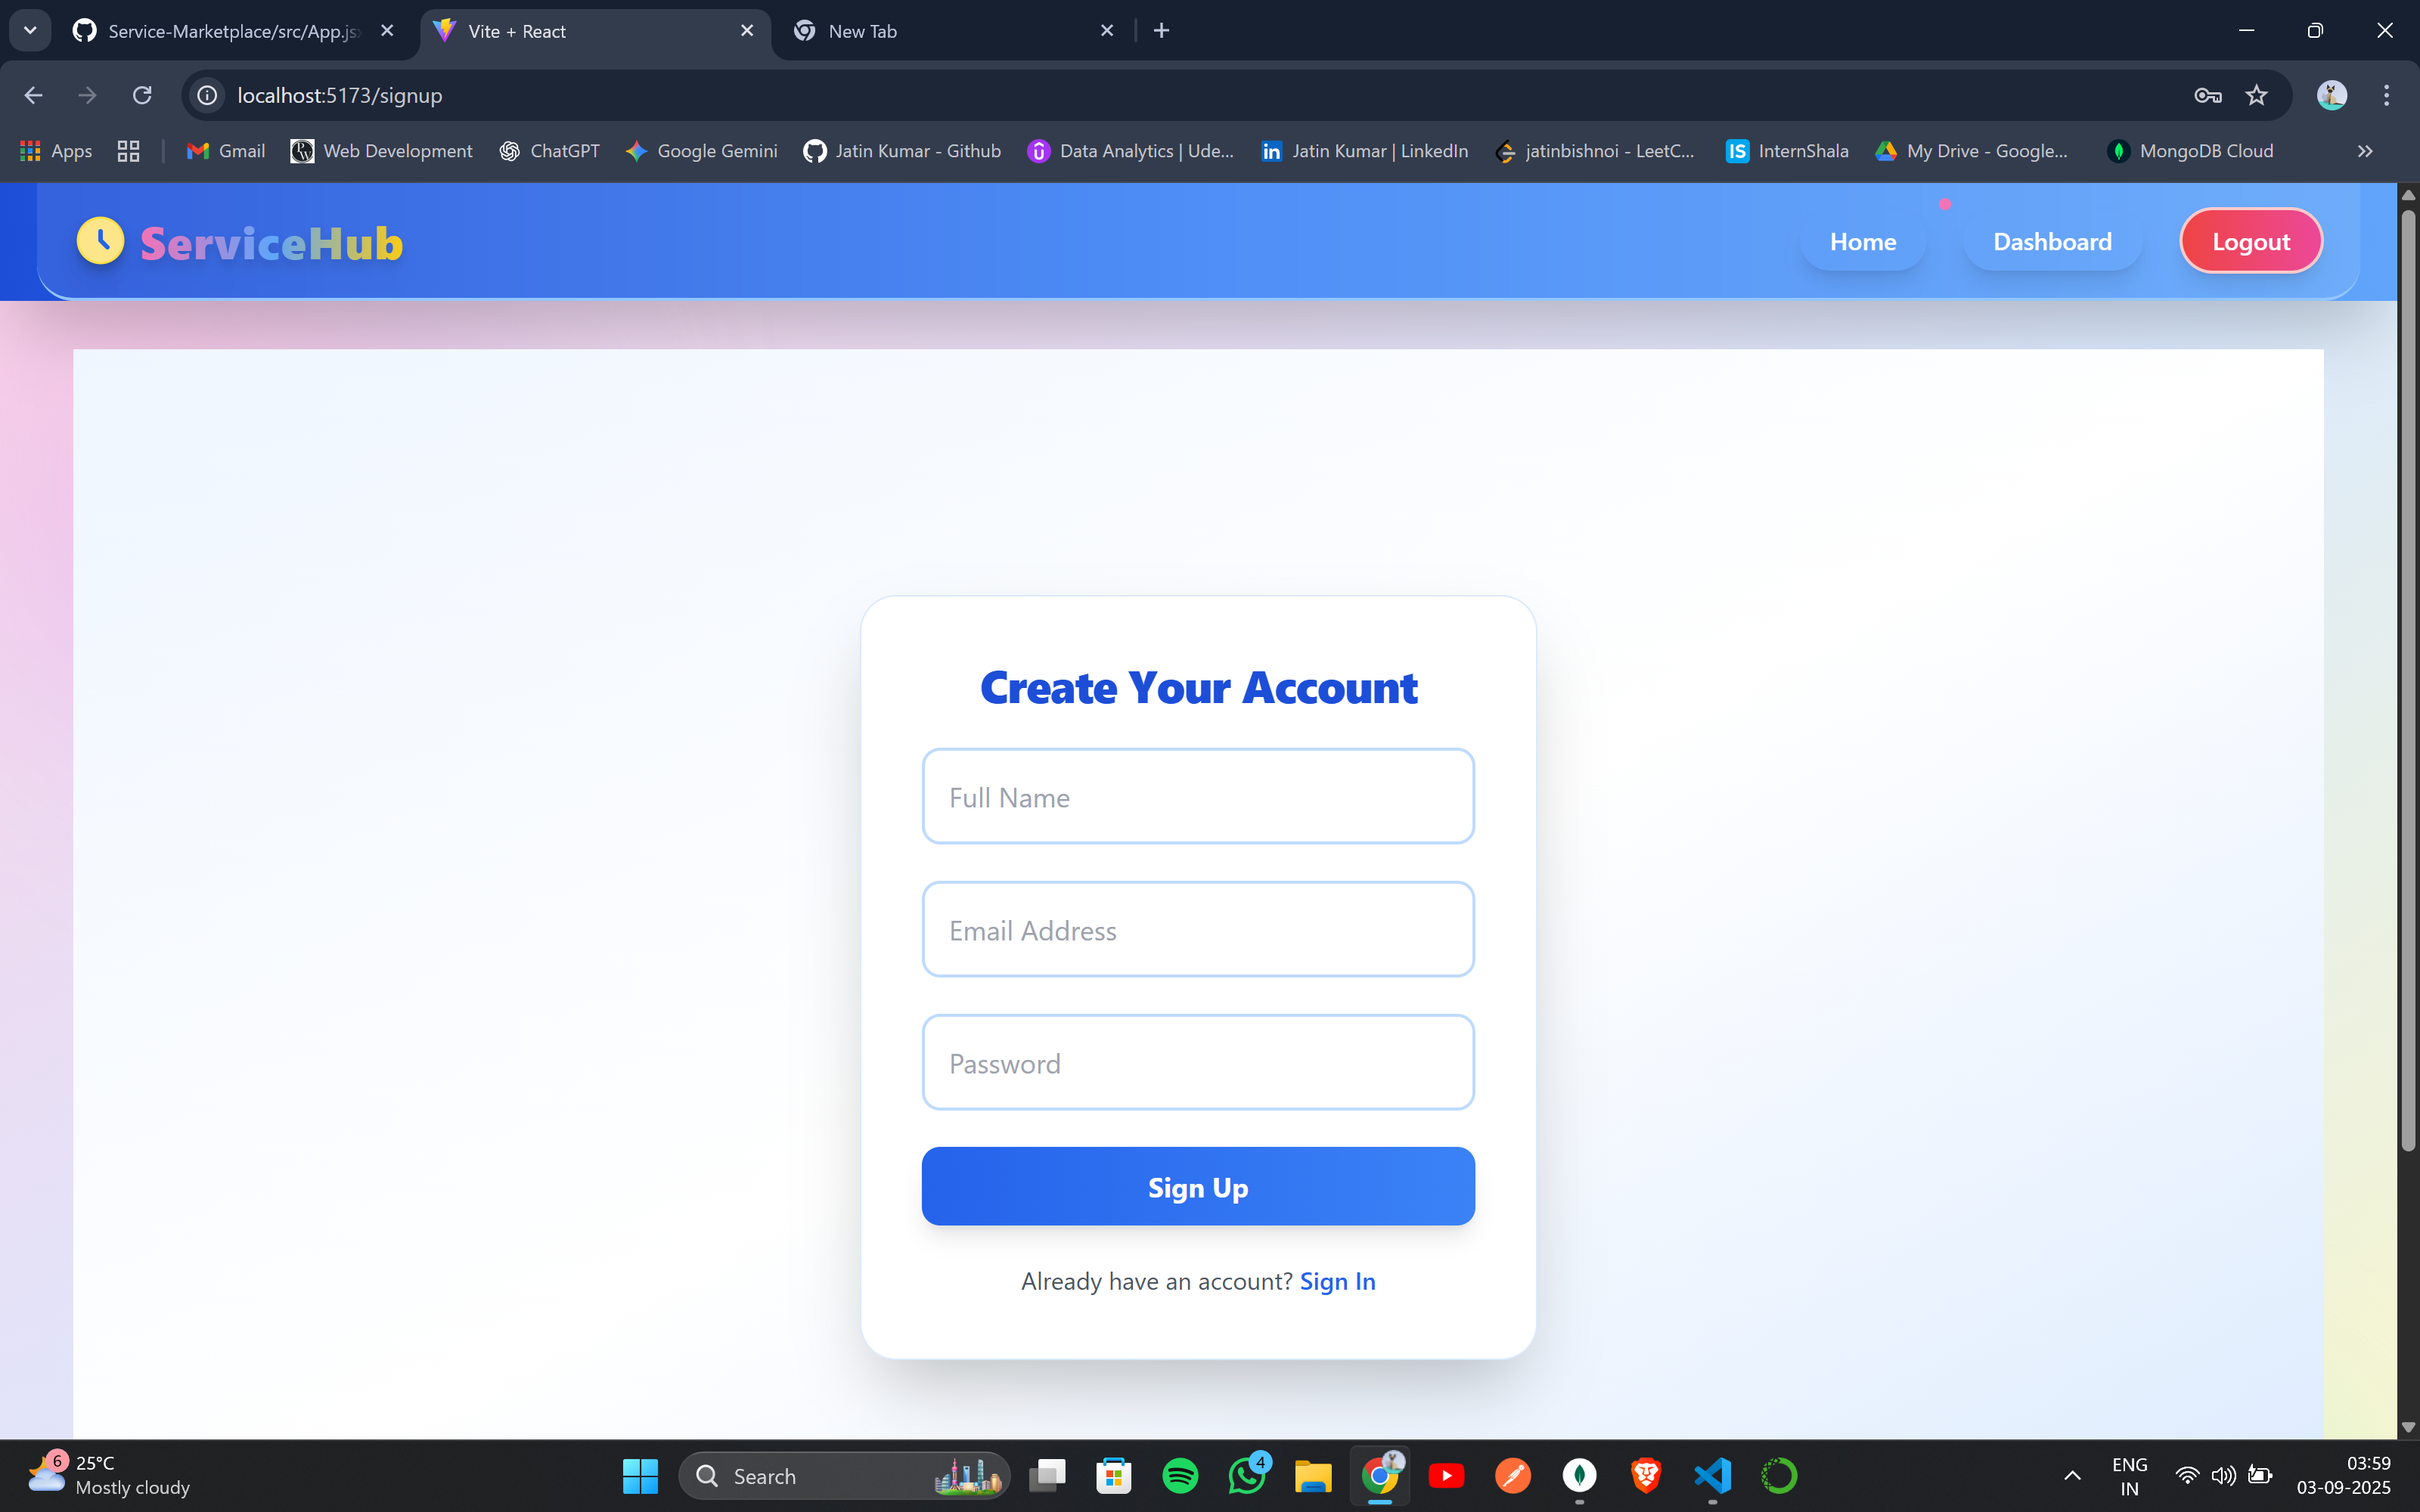 Service-Marketplace/src/App.jsx
Vite + React
New Tab
localhost:5173/signup
Apps
Gmail
Web Development
ChatGPT
Google Gemini
Jatin Kumar - Github
Data Analytics | Ude...
Jatin Kumar | LinkedIn
jatinbishnoi - LeetC...
IS
InternShala
My Drive - Google...
MongoDB Cloud
ServiceHub
Home
Dashboard
Logout
Create Your Account
Full Name
Email Address
Password
Sign Up
Already have an account? Sign In
6
25°C
Mostly cloudy
Search
4
ENG
IN
03:59
03-09-2025